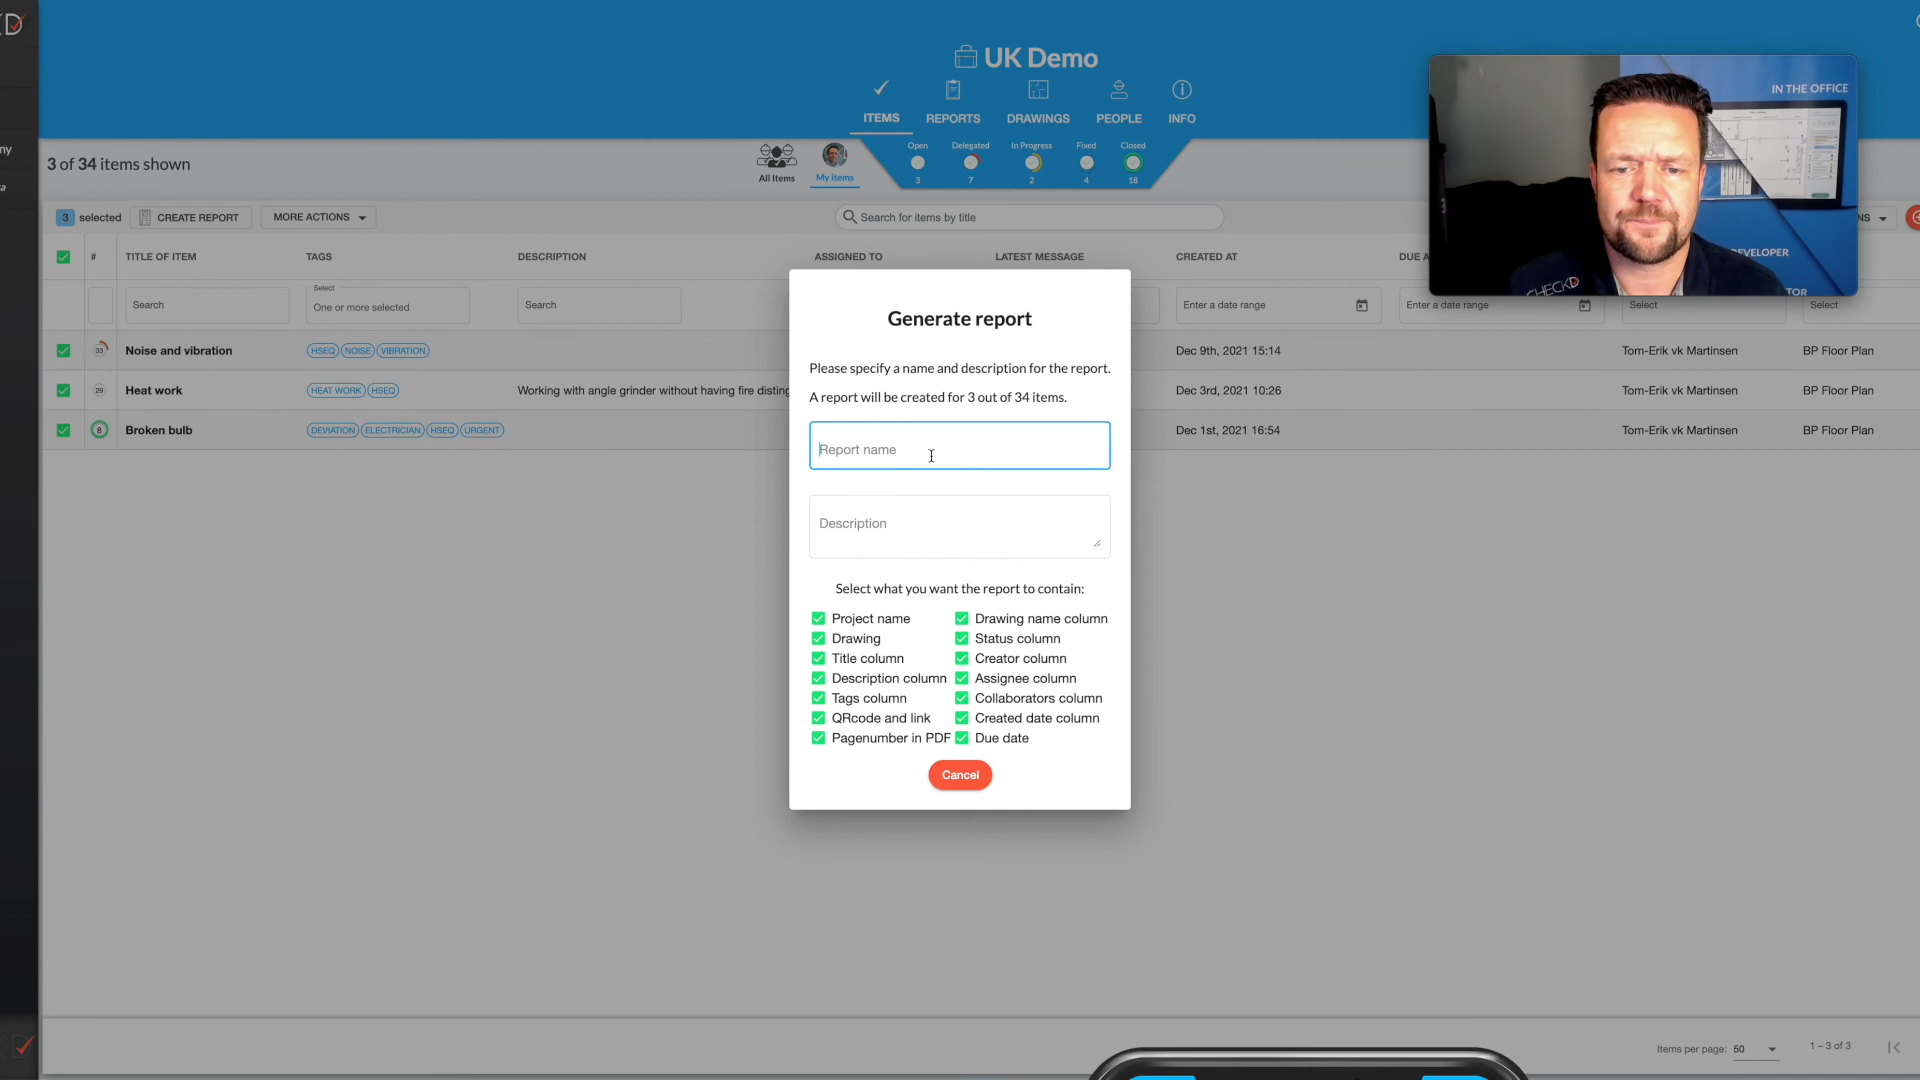 UK Demo
ITEMS REPORTS DRAWINGS PEOPLE INFO
IN THE OFFICE
3 of 34 items shown
All Items My items
Open Delegated In Progress Fixed Closed
3 7 2 4 18
3 selected CREATE REPORT MORE ACTIONS
Search for items by title
NS
DEVELOPER
CHECKD
TOR
# TITLE OF ITEM TAGS DESCRIPTION ASSIGNED TO LATEST MESSAGE CREATED AT DUE A
Search
Select
One or more selected
Search
Enter a date range
Enter a date range
Select
Select
33 Noise and vibration HSEQ NOISE VIBRATION Dec 9th, 2021 15:14 Tom-Erik vk Martinsen BP Floor Plan
29 Heat work HEAT WORK HSEQ Working with angle grinder without having fire disting Dec 3rd, 2021 10:26 Tom-Erik vk Martinsen BP Floor Plan
8 Broken bulb DEVIATION ELECTRICIAN HSEQ URGENT Dec 1st, 2021 16:54 Tom-Erik vk Martinsen BP Floor Plan
Generate report
Please specify a name and description for the report.
A report will be created for 3 out of 34 items.
Report name
Description
Select what you want the report to contain:
Project name Drawing name column
Drawing Status column
Title column Creator column
Description column Assignee column
Tags column Collaborators column
QRcode and link Created date column
Pagenumber in PDF Due date
Cancel
Items per page: 50 1 – 3 of 3
ny